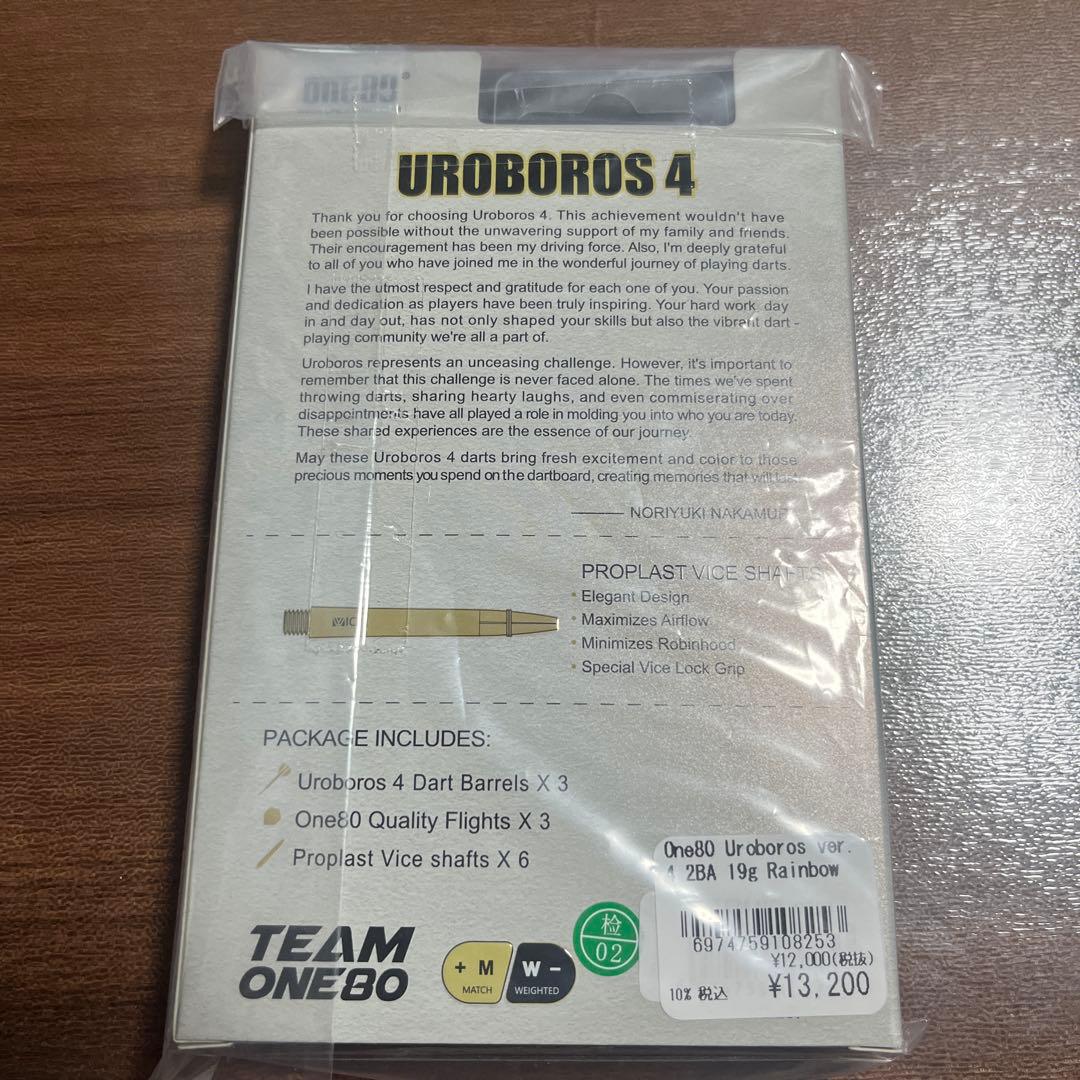 one80
UROBOROS 4
Thank you for choosing Uroboros 4. This achievement wouldn't have
been possible without the unwavering support of my family and friends.
Their encouragement has been my driving force. Also, I'm deeply grateful
to all of you who have joined me in the wonderful journey of playing darts.
I have the utmost respect and gratitude for each one of you. Your passion
and dedication as players have been truly inspiring. Your hard work, day
in and day out, has not only shaped your skills but also the vibrant dart -
playing community we're all a part of.
Uroboros represents an unceasing challenge. However, it's important to
remember that this challenge is never faced alone. The times we've spent
throwing darts, sharing hearty laughs, and even commiserating over
disappointments have all played a role in molding you into who you are today.
These shared experiences are the essence of our journey.
May these Uroboros 4 darts bring fresh excitement and color to those
precious moments you spend on the dartboard, creating memories that will
NORIYUKI
PROPLAST VICE SHAFTS
• Elegant Design
• Maximizes Airflow
• Minimizes Robinhood
• Special Vice Lock Grip
PACKAGE INCLUDES:
Uroboros 4 Dart Barrels X 3
One80 Quality Flights X 3
Proplast Vice shafts X 6
TEAM
ONE80
+ M
MATCH
W -
WEIGHTED
检
02
One80 Uroboros ver.
4 2BA 19g Rainbow
6974759108253
¥12,000(税抜)
10% 税込 ¥13,200